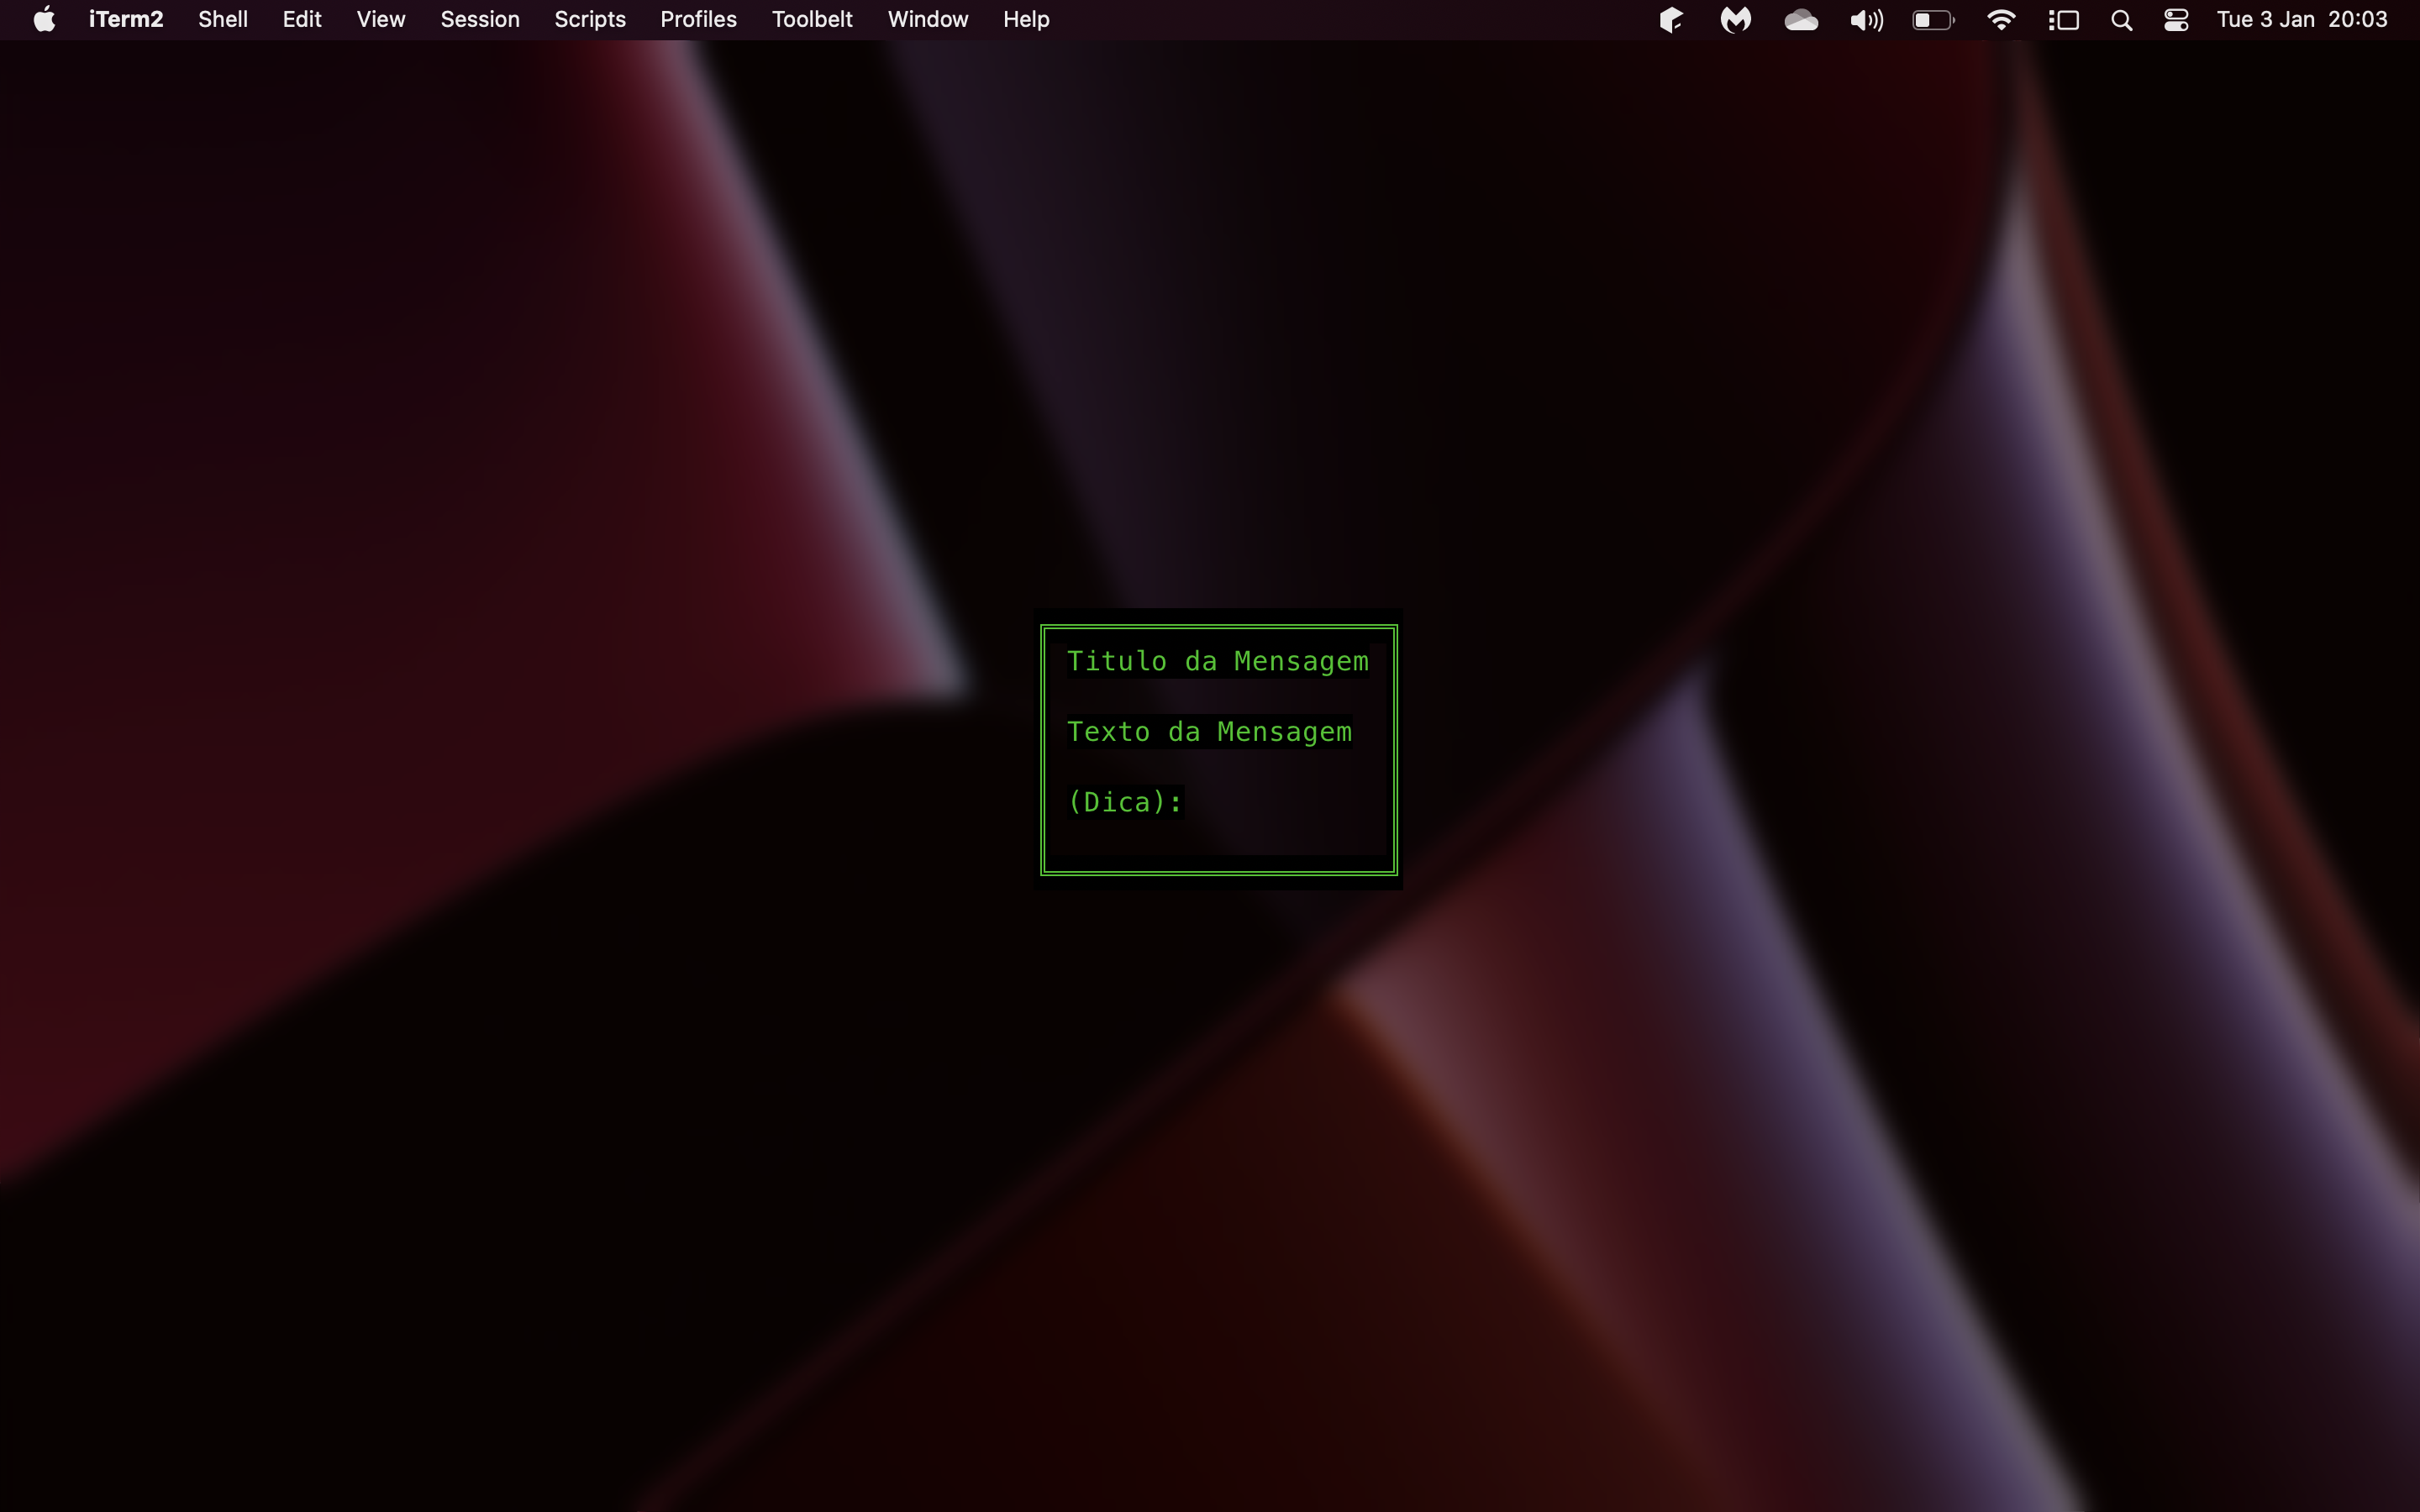 iTerm2 Shell Edit View Session Scripts Profiles Toolbelt Window Help Tue 3 Jan 20:03
Titulo da Mensagem
Texto da Mensagem
(Dica):